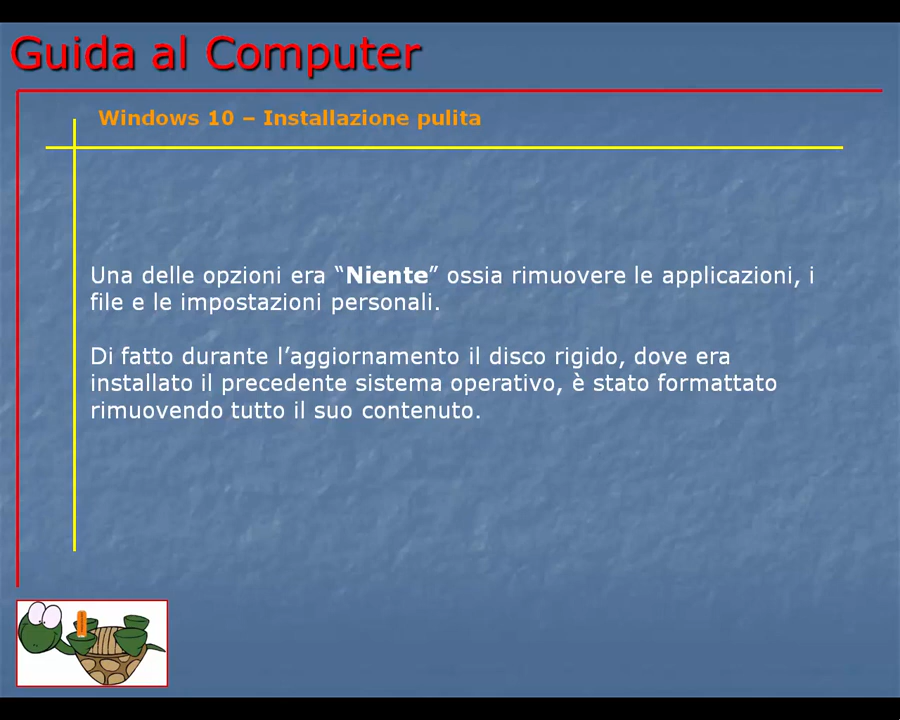 Guida al Computer
Windows 10 – Installazione pulita
Una delle opzioni era “Niente” ossia rimuovere le applicazioni, i
file e le impostazioni personali.
Di fatto durante l’aggiornamento il disco rigido, dove era
installato il precedente sistema operativo, è stato formattato
rimuovendo tutto il suo contenuto.